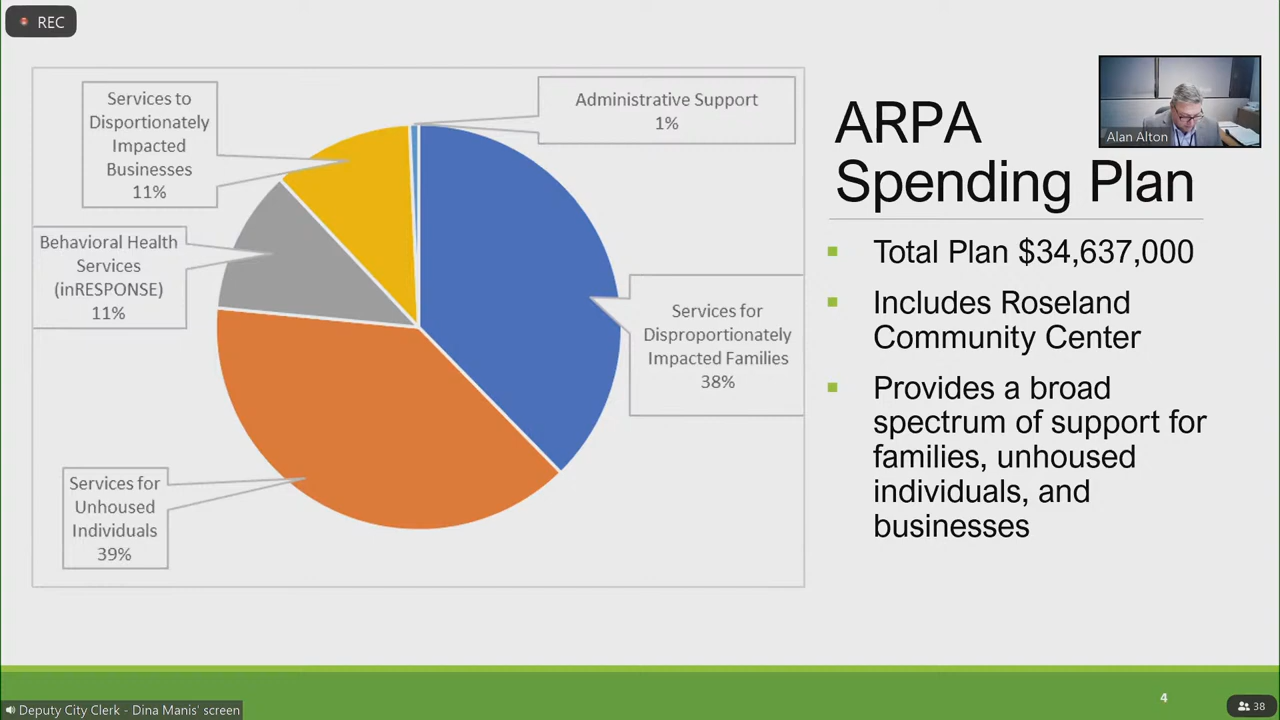 REC
Services to
Disportionately
Impacted
Businesses
11%
Administrative Support
1%
Behavioral Health
Services
(inRESPONSE)
11%
Services for
Disproportionately
Impacted Families
38%
Services for
Unhoused
Individuals
39%
ARPA
Spending Plan
Alan Alton
▪ Total Plan $34,637,000
▪ Includes Roseland
Community Center
▪ Provides a broad
spectrum of support for
families, unhoused
individuals, and
businesses
4
Deputy City Clerk - Dina Manis' screen
38